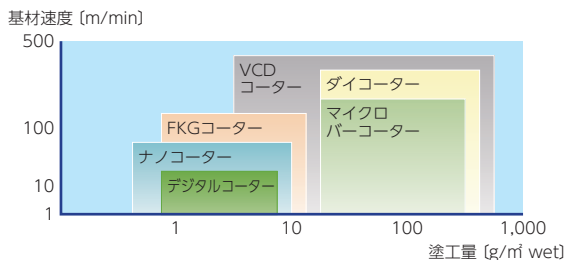 基材速度〔m/min〕
500
VCD
コーター
ダイコーター
マイクロ
バーコーター
100
FKGコーター
ナノコーター
10
デジタルコーター
1
1
10
100
1,000
塗工量〔g/㎡ wet〕